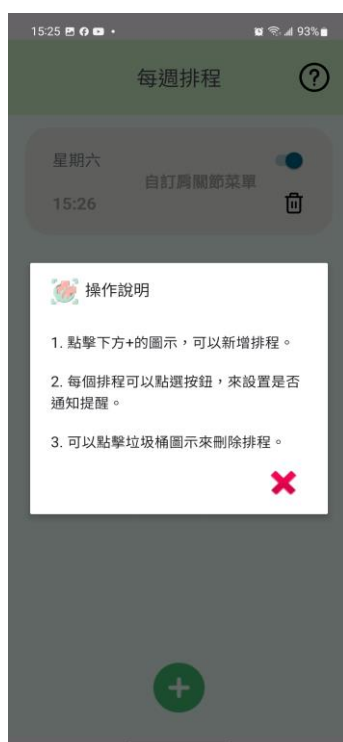 15:25
93%
每週排程
?
星期六
自訂肩關節菜單
15:26
操作說明
1. 點擊下方+的圖示，可以新增排程。
2. 每個排程可以點選按鈕，來設置是否
通知提醒。
3. 可以點擊垃圾桶圖示來刪除排程。